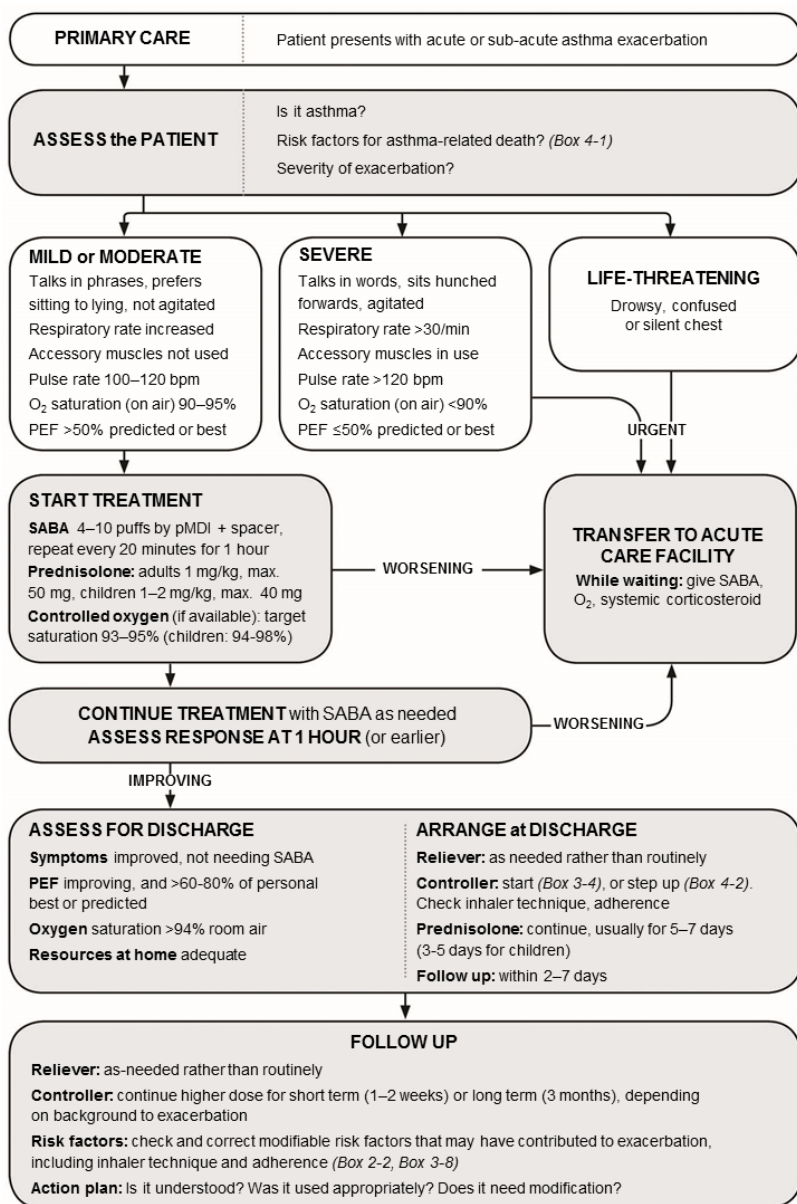 PRIMARY CARE
Patient presents with acute or sub-acute asthma exacerbation
ASSESS the PATIENT
Is it asthma?
Risk factors for asthma-related death? (Box 4-1)
Severity of exacerbation?
MILD or MODERATE
Talks in phrases, prefers
sitting to lying, not agitated
Respiratory rate increased
Accessory muscles not used
Pulse rate 100–120 bpm
O₂ saturation (on air) 90–95%
PEF >50% predicted or best
SEVERE
Talks in words, sits hunched
forwards, agitated
Respiratory rate >30/min
Accessory muscles in use
Pulse rate >120 bpm
O₂ saturation (on air) <90%
PEF ≤50% predicted or best
LIFE-THREATENING
Drowsy, confused
or silent chest
URGENT
START TREATMENT
SABA 4–10 puffs by pMDI + spacer,
repeat every 20 minutes for 1 hour
Prednisolone: adults 1 mg/kg, max.
50 mg, children 1–2 mg/kg, max. 40 mg
Controlled oxygen (if available): target
saturation 93–95% (children: 94-98%)
WORSENING
TRANSFER TO ACUTE
CARE FACILITY
While waiting: give SABA,
O₂, systemic corticosteroid
CONTINUE TREATMENT with SABA as needed
ASSESS RESPONSE AT 1 HOUR (or earlier)
WORSENING
IMPROVING
ASSESS FOR DISCHARGE
Symptoms improved, not needing SABA
PEF improving, and >60-80% of personal
best or predicted
Oxygen saturation >94% room air
Resources at home adequate
ARRANGE at DISCHARGE
Reliever: as needed rather than routinely
Controller: start (Box 3-4), or step up (Box 4-2).
Check inhaler technique, adherence
Prednisolone: continue, usually for 5–7 days
(3-5 days for children)
Follow up: within 2–7 days
FOLLOW UP
Reliever: as-needed rather than routinely
Controller: continue higher dose for short term (1–2 weeks) or long term (3 months), depending
on background to exacerbation
Risk factors: check and correct modifiable risk factors that may have contributed to exacerbation,
including inhaler technique and adherence (Box 2-2, Box 3-8)
Action plan: Is it understood? Was it used appropriately? Does it need modification?